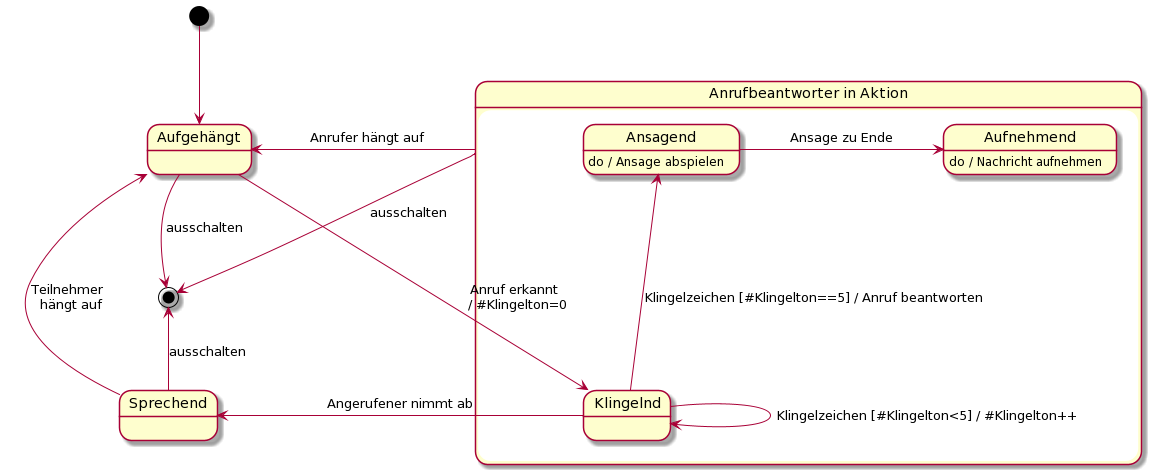 Anrufbeantworter in Aktion
Aufgehängt
Anrufer hängt auf
Ansagend
do / Ansage abspielen
Ansage zu Ende
Aufnehmend
do / Nachricht aufnehmen
ausschalten
ausschalten
Teilnehmer
hängt auf
Anruf erkannt
/ #Klingelton=0
Klingelzeichen [#Klingelton==5] / Anruf beantworten
ausschalten
Sprechend
Angerufener nimmt ab
Klingelnd
Klingelzeichen [#Klingelton<5] / #Klingelton++